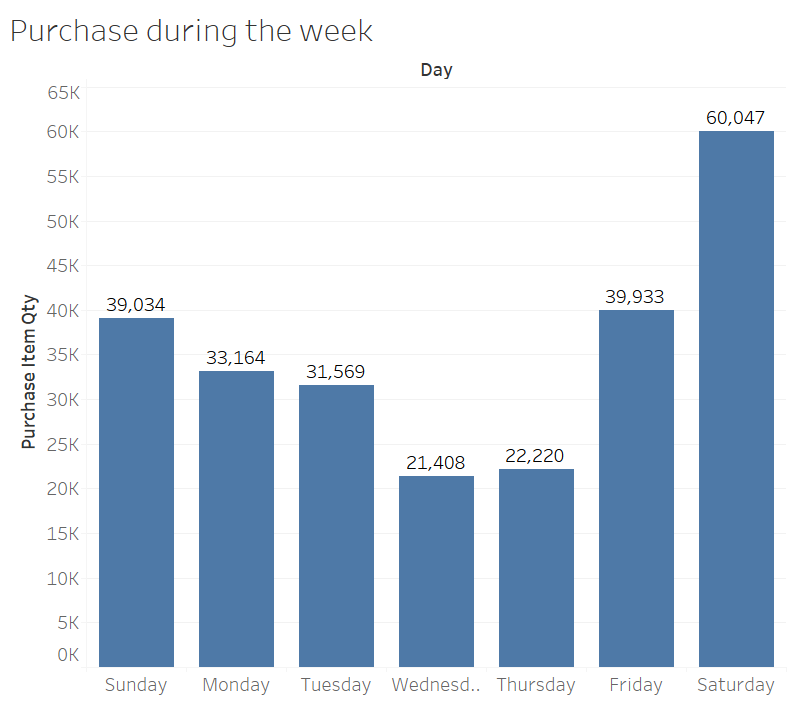 Purchase during the week
Day
65K
60K
55K
50K
45K
40K
35K
30K
25K
20K
15K
10K
5K
0K
Purchase Item Qty
39,034
33,164
31,569
21,408
22,220
39,933
60,047
Sunday
Monday
Tuesday
Wednesd..
Thursday
Friday
Saturday